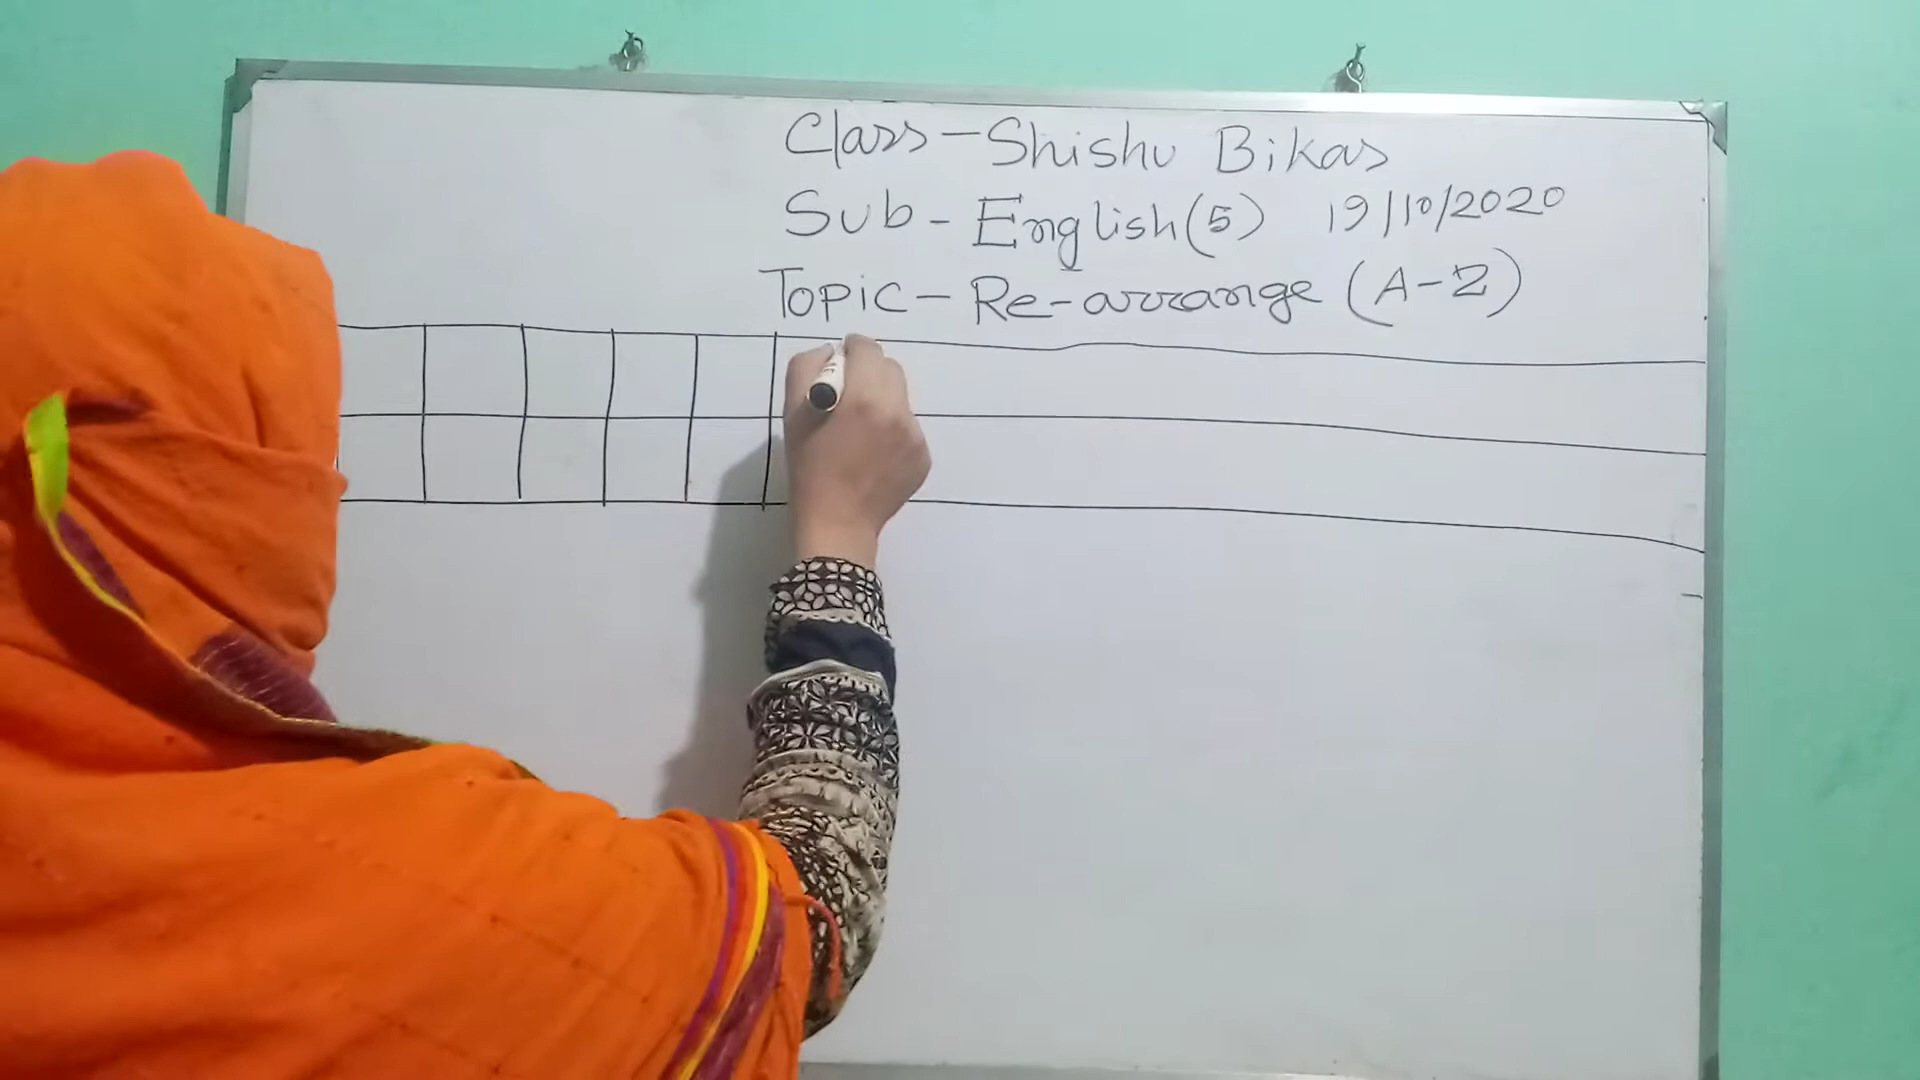 Class-Shishu Bikas
Sub-English(5) 19/10/2020
Topic-Re-arrange (A-Z)